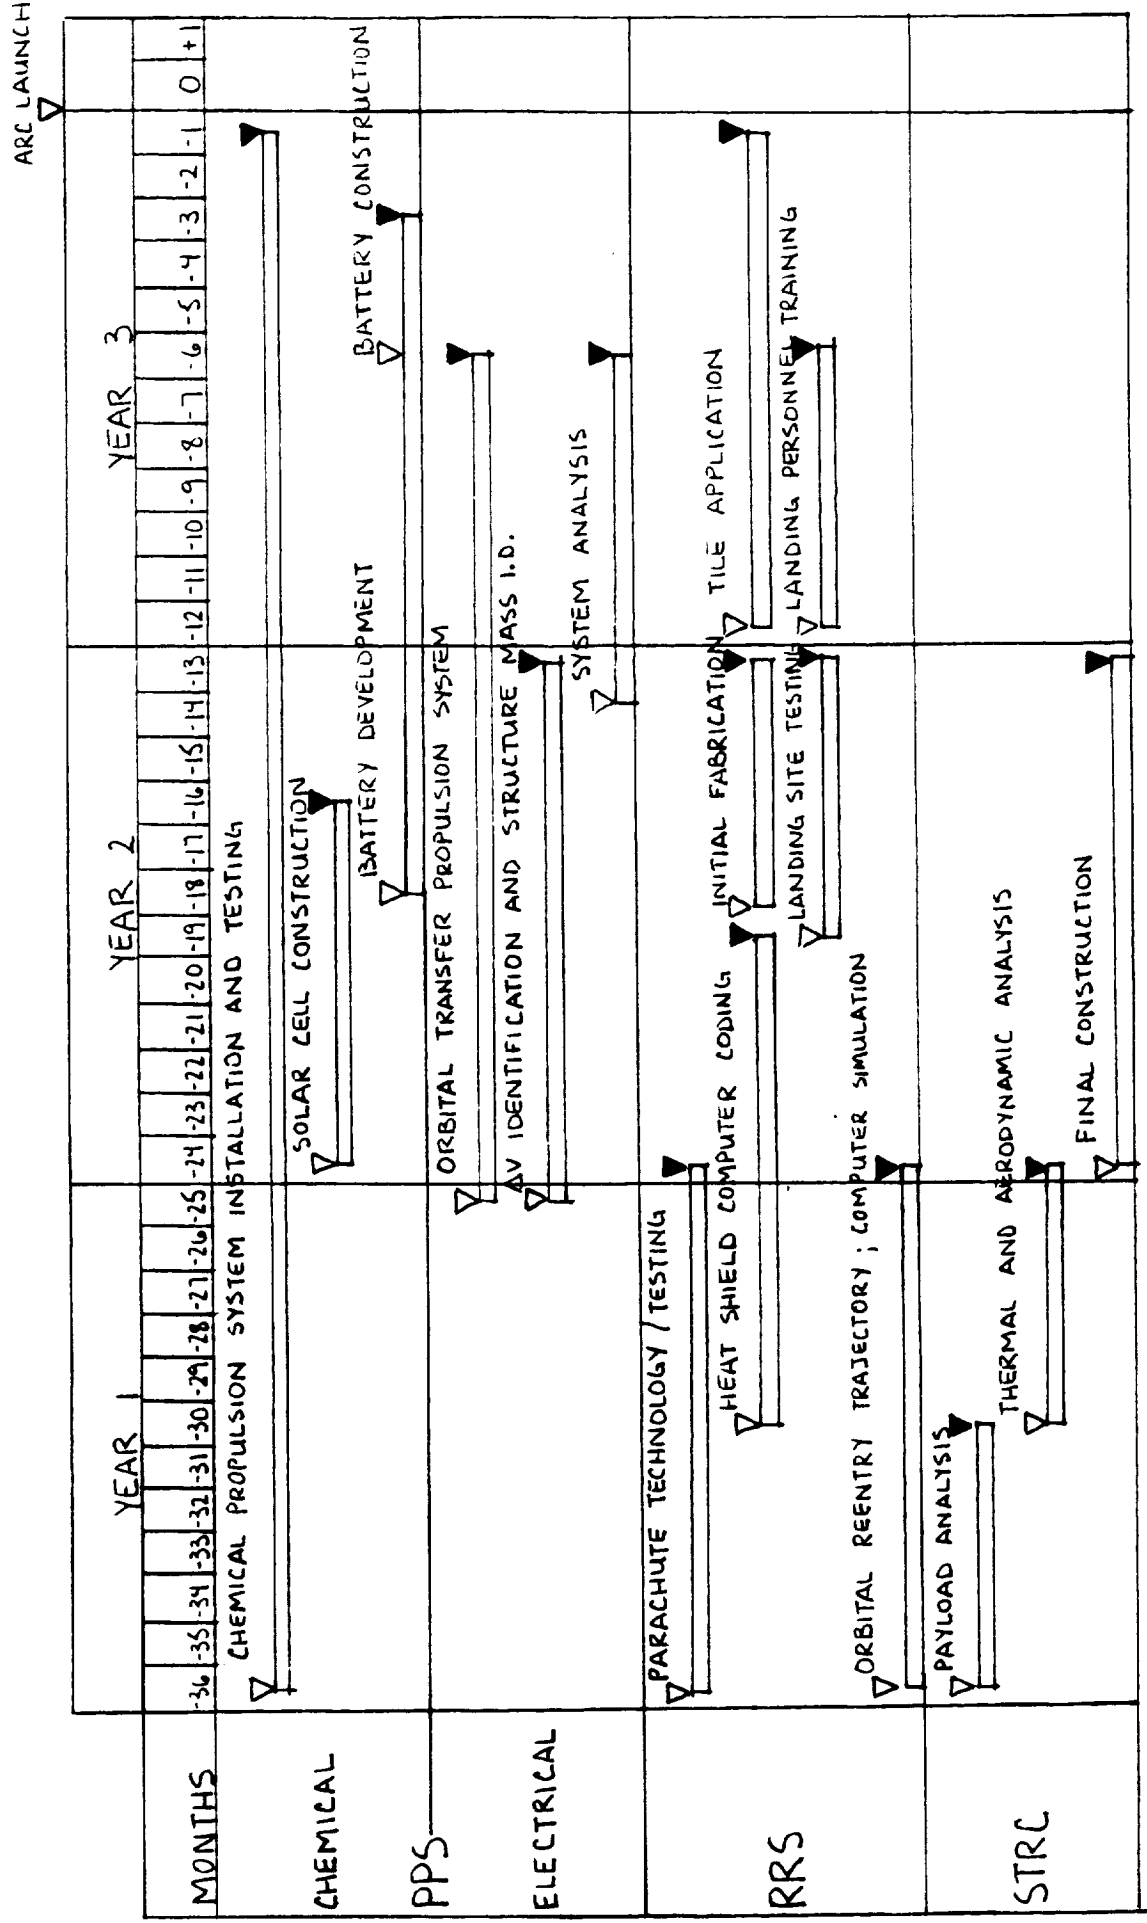 ARC LAUNCH
YEAR 1 YEAR 2 YEAR 3
MONTHS -36 -35 -34 -33 -32 -31 -30 -29 -28 -27 -26 -25 -24 -23 -22 -21 -20 -19 -18 -17 -16 -15 -14 -13 -12 -11 -10 -9 -8 -7 -6 -5 -4 -3 -2 -1 0 +1
CHEMICAL PROPULSION SYSTEM INSTALLATION AND TESTING
CHEMICAL
SOLAR CELL CONSTRUCTION
BATTERY DEVELOPMENT BATTERY CONSTRUCTION
PPS
ORBITAL TRANSFER PROPULSION SYSTEM
ΔV IDENTIFICATION AND STRUCTURE MASS I.D.
ELECTRICAL
SYSTEM ANALYSIS
PARACHUTE TECHNOLOGY / TESTING
HEAT SHIELD COMPUTER CODING INITIAL FABRICATION TILE APPLICATION
RRS
LANDING SITE TESTING LANDING PERSONNEL TRAINING
ORBITAL REENTRY TRAJECTORY ; COMPUTER SIMULATION
PAYLOAD ANALYSIS
THERMAL AND AERODYNAMIC ANALYSIS
STRC
FINAL CONSTRUCTION